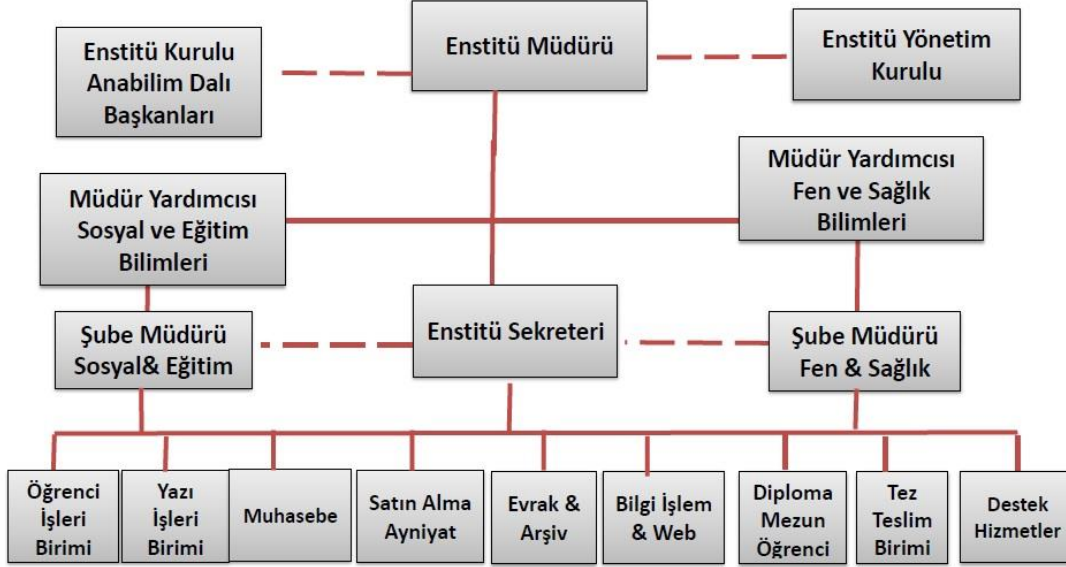 Enstitü Kurulu
Anabilim Dalı
Başkanları
Enstitü Müdürü
Enstitü Yönetim
Kurulu
Müdür Yardımcısı
Sosyal ve Eğitim
Bilimleri
Müdür Yardımcısı
Fen ve Sağlık
Bilimleri
Şube Müdürü
Sosyal& Eğitim
Enstitü Sekreteri
Şube Müdürü
Fen & Sağlık
Öğrenci
İşleri
Birimi
Yazı
İşleri
Birimi
Muhasebe
Satın Alma
Ayniyat
Evrak &
Arşiv
Bilgi İşlem
& Web
Diploma
Mezun
Öğrenci
Tez
Teslim
Birimi
Destek
Hizmetler